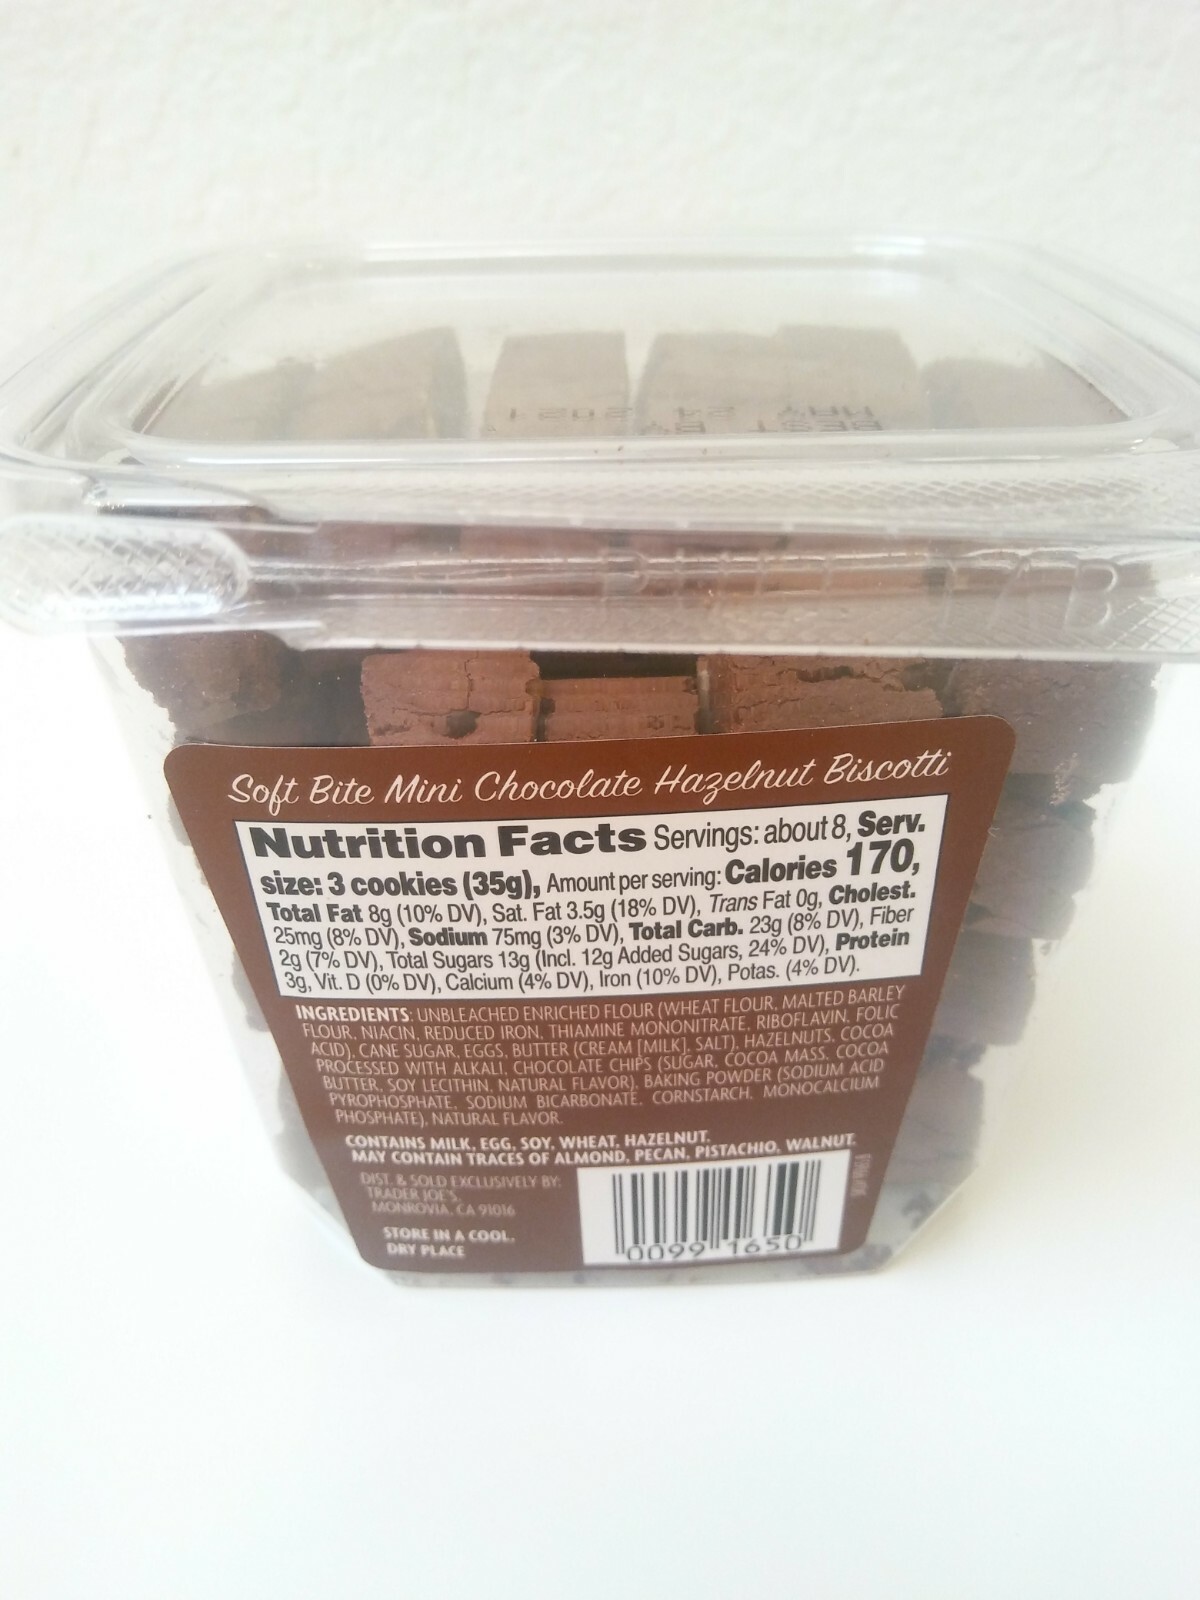 BEST BY
MAY 24 2021
Soft Bite Mini Chocolate Hazelnut Biscotti
Nutrition Facts Servings: about 8, Serv.
size: 3 cookies (35g), Amount per serving: Calories 170,
Total Fat 8g (10% DV), Sat. Fat 3.5g (18% DV), Trans Fat 0g, Cholest.
25mg (8% DV), Sodium 75mg (3% DV), Total Carb. 23g (8% DV), Fiber
2g (7% DV), Total Sugars 13g (Incl. 12g Added Sugars, 24% DV), Protein
3g, Vit. D (0% DV), Calcium (4% DV), Iron (10% DV), Potas. (4% DV).
INGREDIENTS: UNBLEACHED ENRICHED FLOUR (WHEAT FLOUR, MALTED BARLEY
FLOUR, NIACIN, REDUCED IRON, THIAMINE MONONITRATE, RIBOFLAVIN, FOLIC
ACID), CANE SUGAR, EGGS, BUTTER (CREAM [MILK], SALT), HAZELNUTS, COCOA
PROCESSED WITH ALKALI, CHOCOLATE CHIPS (SUGAR, COCOA MASS, COCOA
BUTTER, SOY LECITHIN, NATURAL FLAVOR), BAKING POWDER (SODIUM ACID
PYROPHOSPHATE, SODIUM BICARBONATE, CORNSTARCH, MONOCALCIUM
PHOSPHATE), NATURAL FLAVOR.
CONTAINS MILK, EGG, SOY, WHEAT, HAZELNUT.
MAY CONTAIN TRACES OF ALMOND, PECAN, PISTACHIO, WALNUT.
DIST. & SOLD EXCLUSIVELY BY:
TRADER JOE'S,
MONROVIA, CA 91016
STORE IN A COOL,
DRY PLACE
0099 1650